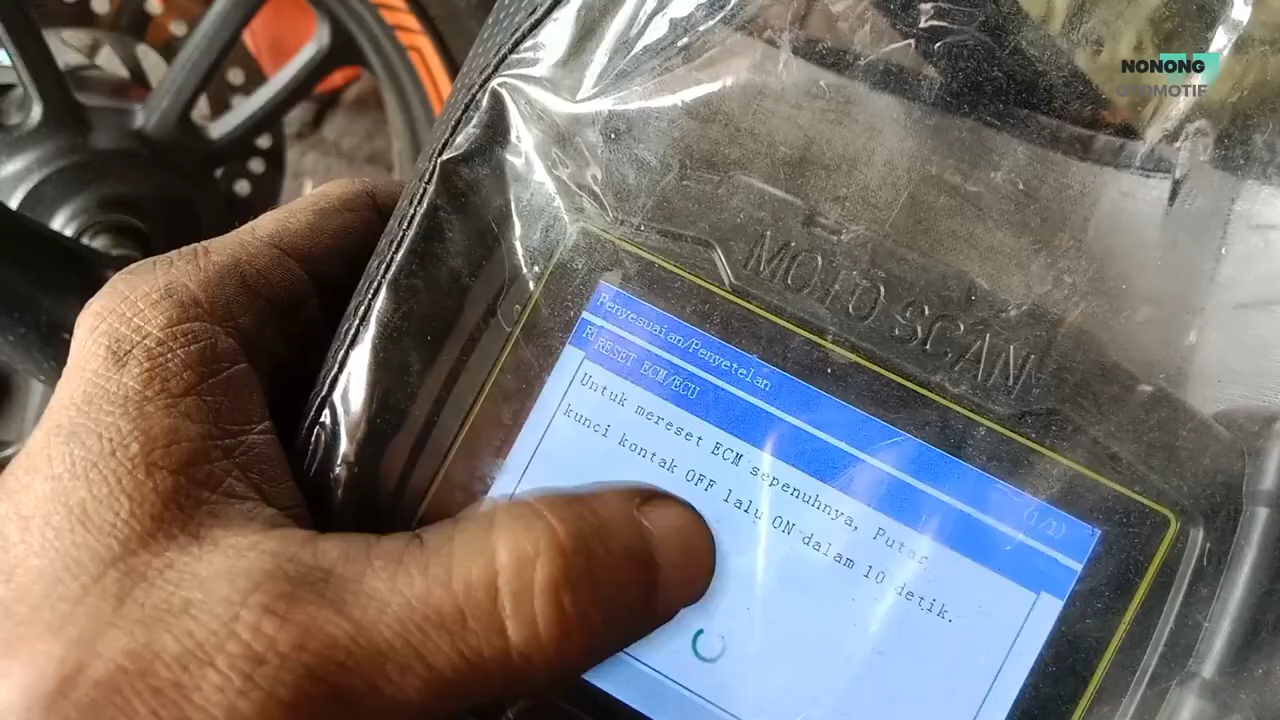 NONONG
OTOMOTIF
MOTO SCAN
Penyesuaian/Penyetelan
(1/1)
RESET ECM/ECU
Untuk mereset ECM sepenuhnya, Putar
kunci kontak OFF lalu ON dalam 10 detik.